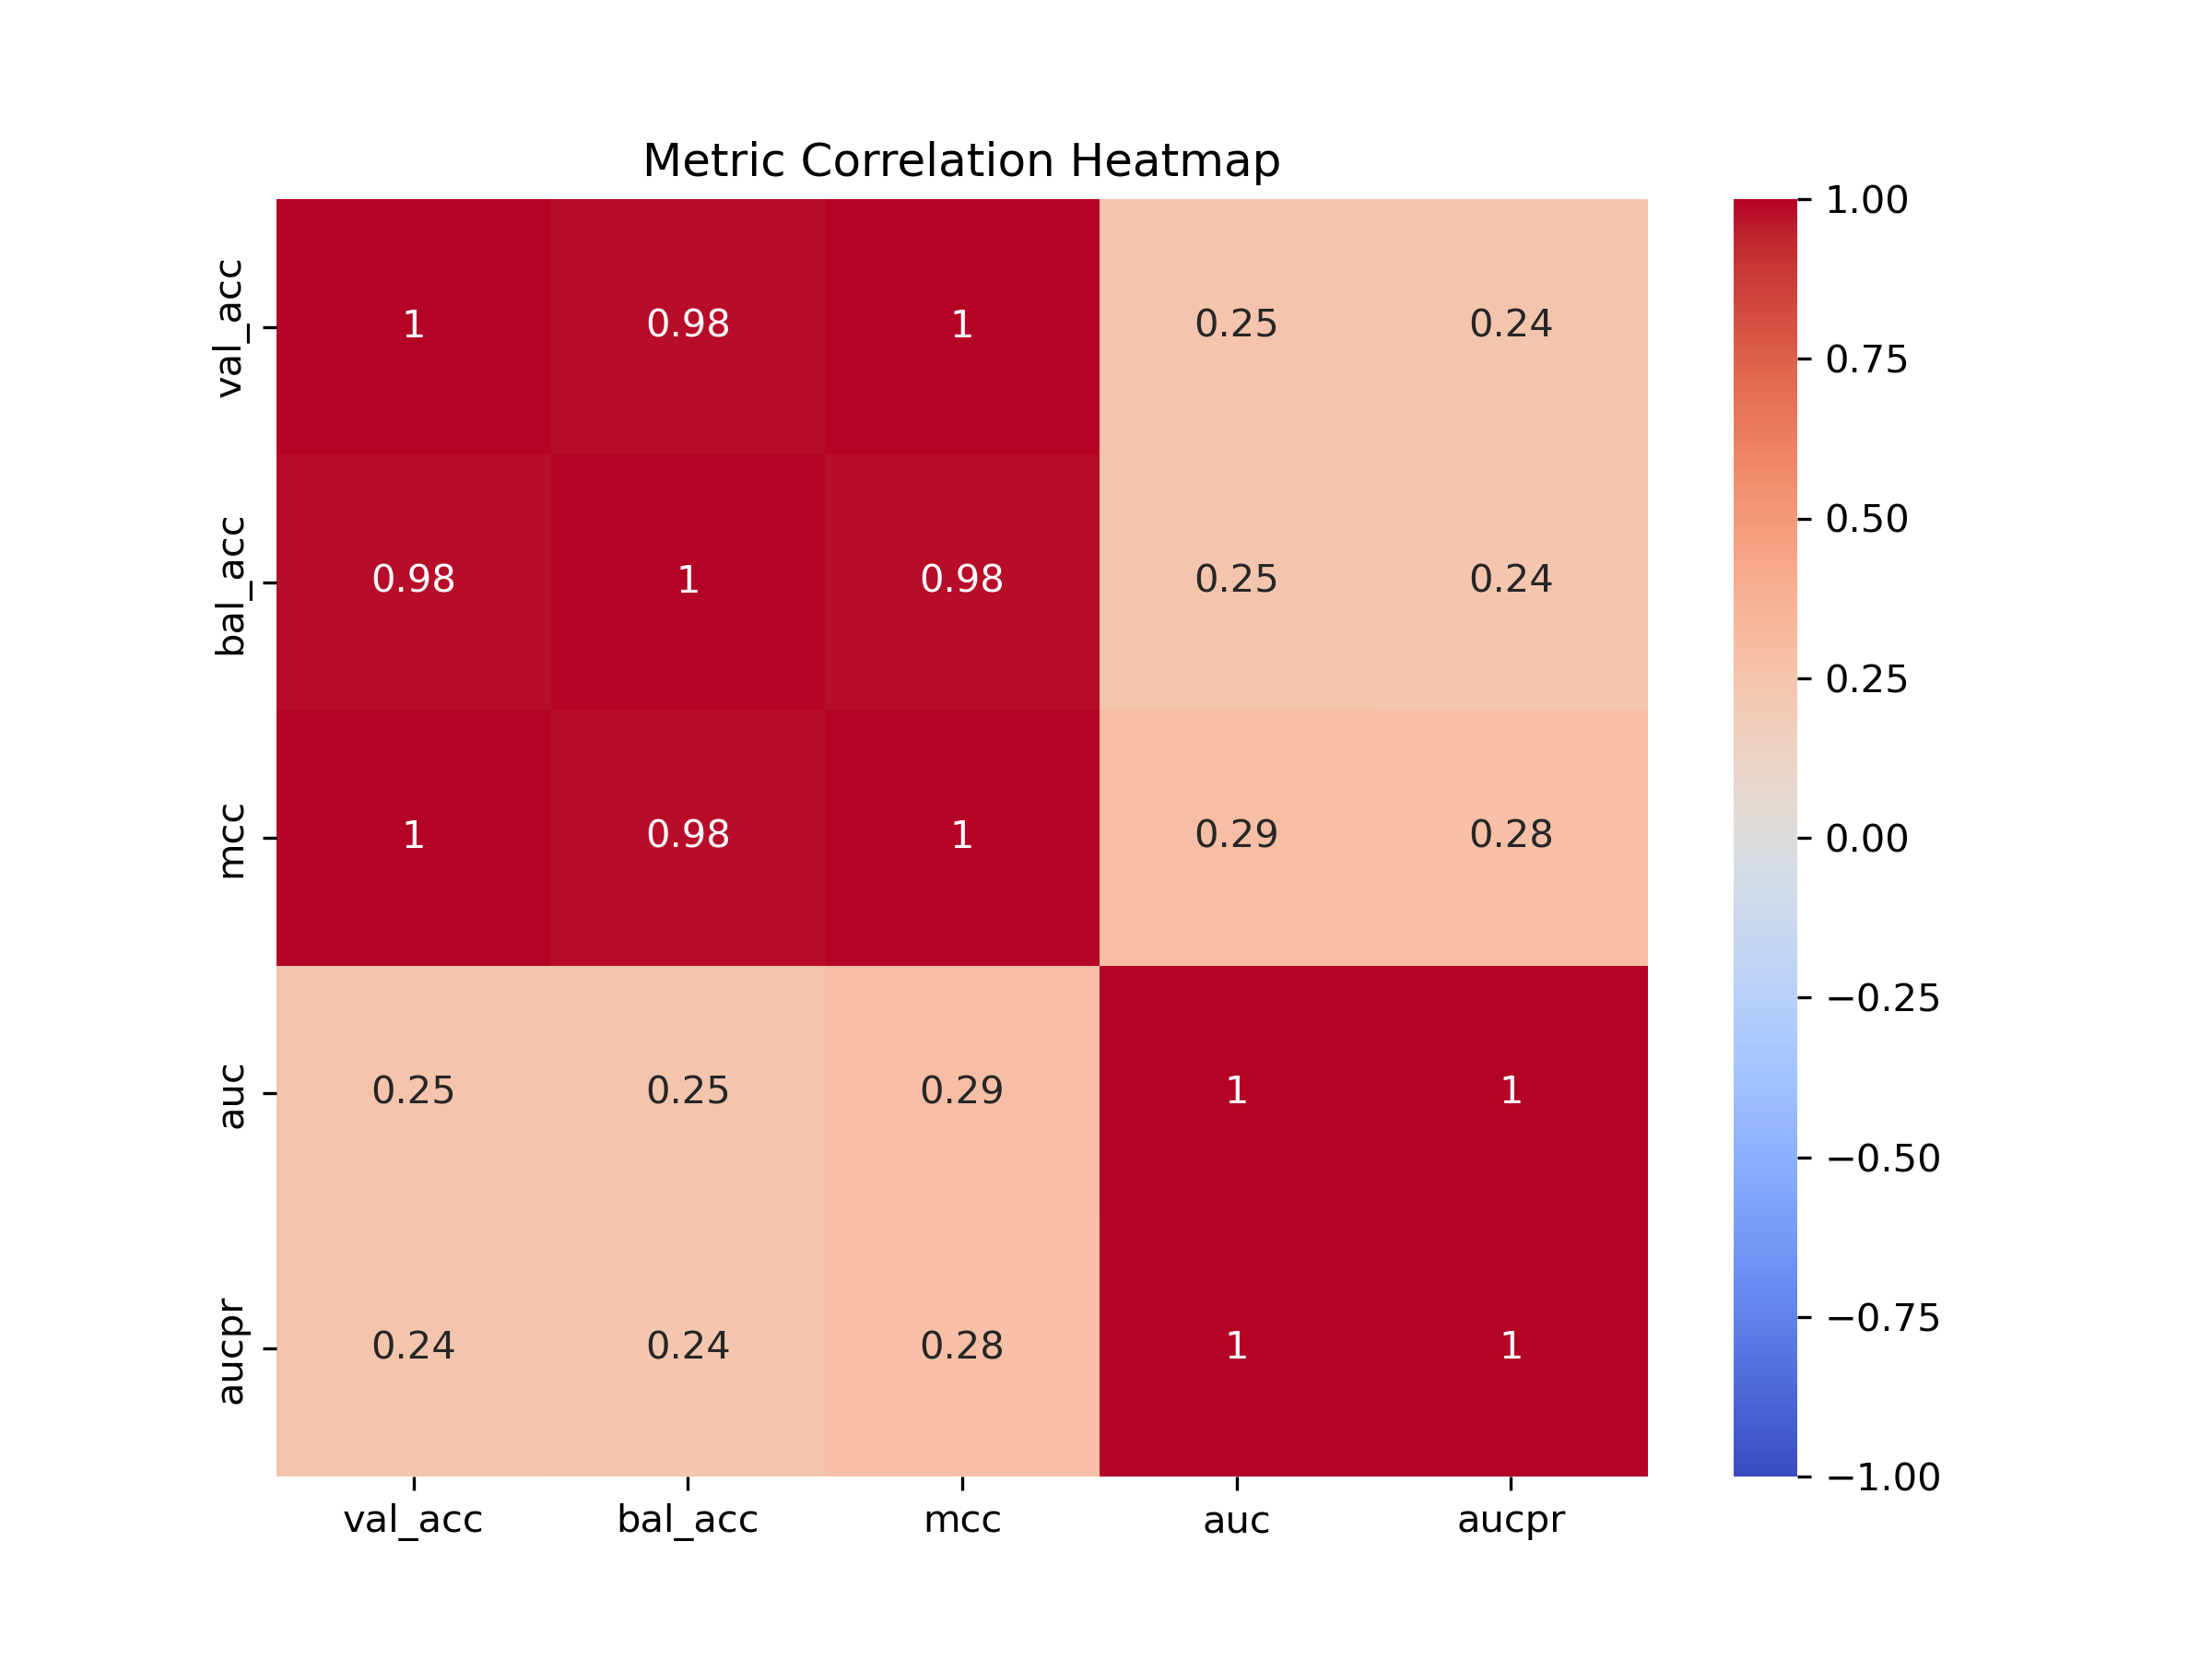 Metric Correlation Heatmap
val_acc 1 0.98 1 0.25 0.24
bal_acc 0.98 1 0.98 0.25 0.24
mcc 1 0.98 1 0.29 0.28
auc 0.25 0.25 0.29 1 1
aucpr 0.24 0.24 0.28 1 1
val_acc bal_acc mcc auc aucpr
1.00
0.75
0.50
0.25
0.00
−0.25
−0.50
−0.75
−1.00